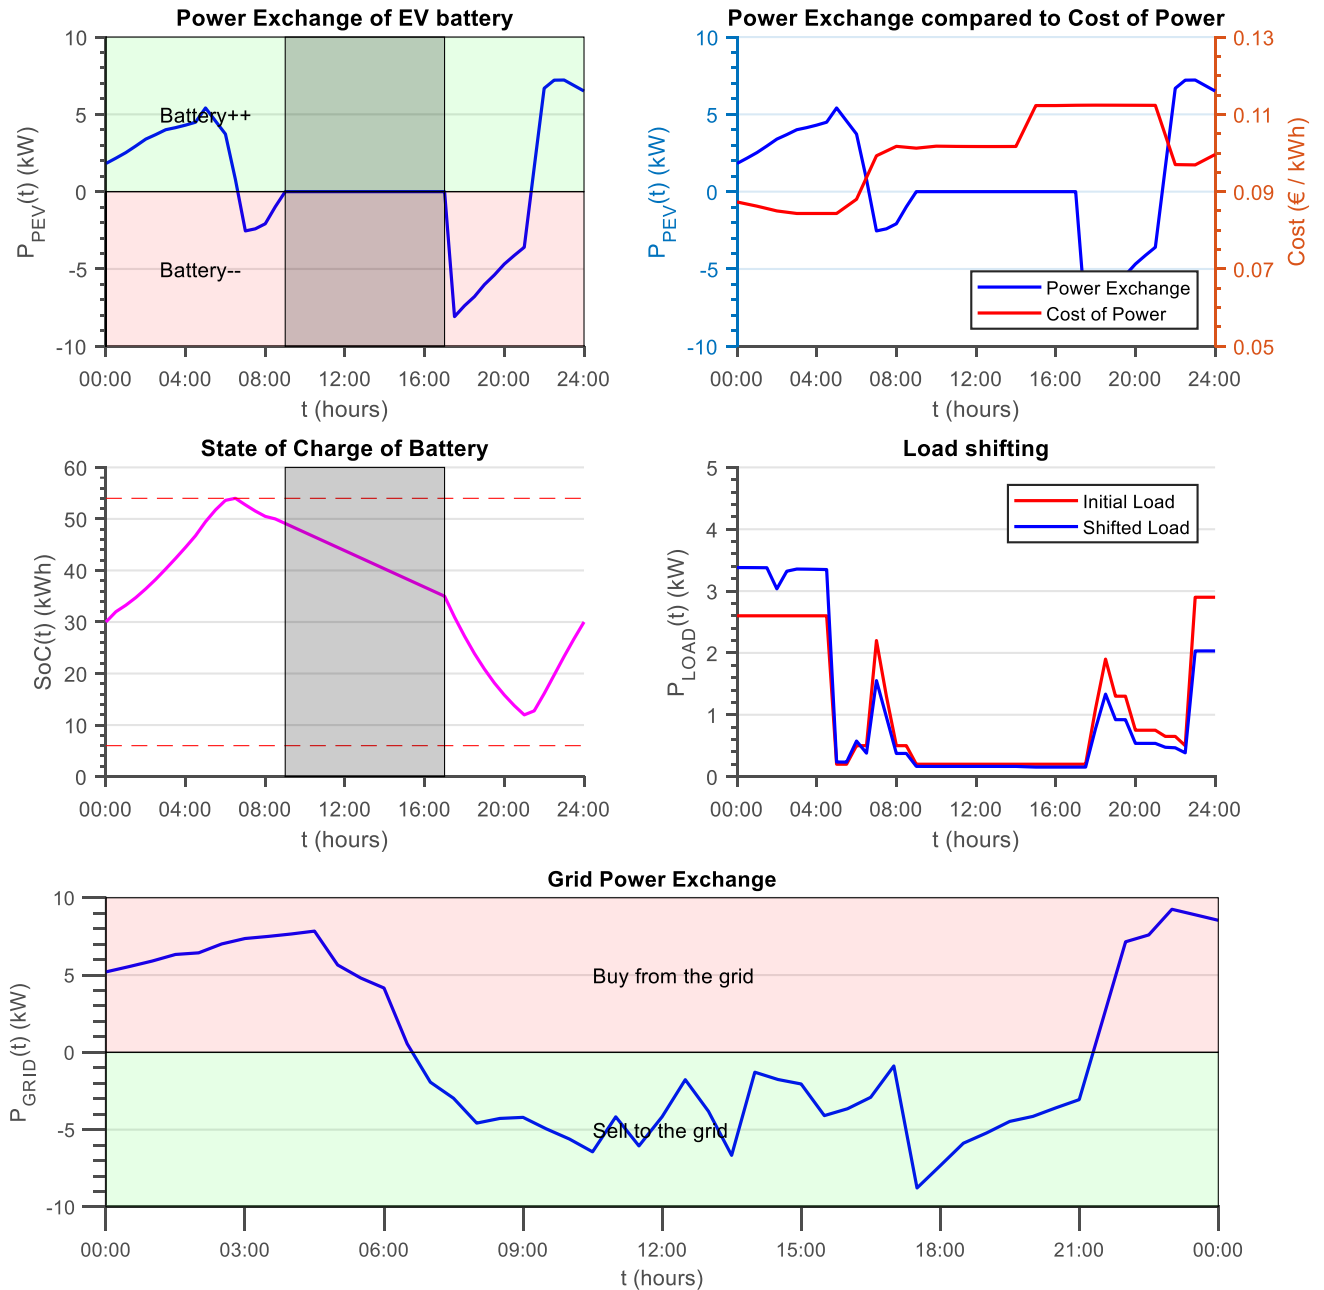 Power Exchange of EV battery
10
5
0
-5
-10
P_PEV(t) (kW)
Battery++
Battery--
00:00 04:00 08:00 12:00 16:00 20:00 24:00
t (hours)
Power Exchange compared to Cost of Power
10
5
0
-5
-10
P_PEV(t) (kW)
0.13
0.11
0.09
0.07
0.05
Cost (€ / kWh)
Power Exchange
Cost of Power
00:00 04:00 08:00 12:00 16:00 20:00 24:00
t (hours)
State of Charge of Battery
60
50
40
30
20
10
0
SoC(t) (kWh)
00:00 04:00 08:00 12:00 16:00 20:00 24:00
t (hours)
Load shifting
5
4
3
2
1
0
P_LOAD(t) (kW)
Initial Load
Shifted Load
00:00 04:00 08:00 12:00 16:00 20:00 24:00
t (hours)
Grid Power Exchange
10
5
0
-5
-10
P_GRID(t) (kW)
Buy from the grid
Sell to the grid
00:00 03:00 06:00 09:00 12:00 15:00 18:00 21:00 00:00
t (hours)